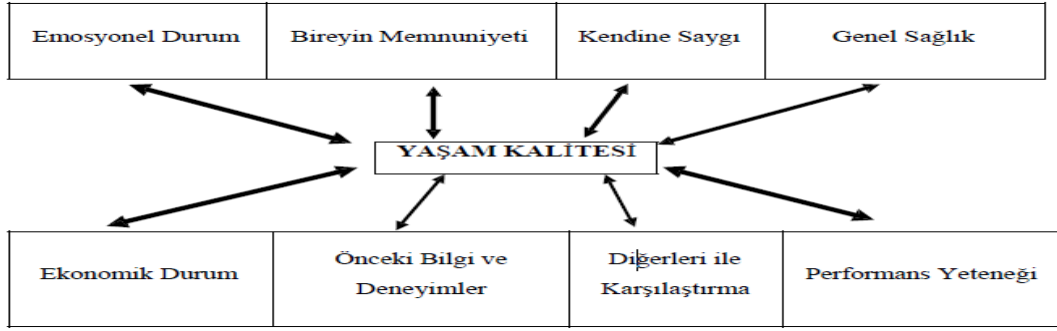 Emosyonel Durum
Bireyin Memnuniyeti
Kendine Saygı
Genel Sağlık
YAŞAM KALİTESİ
Ekonomik Durum
Önceki Bilgi ve
Deneyimler
Diğerleri ile
Karşılaştırma
Performans Yeteneği